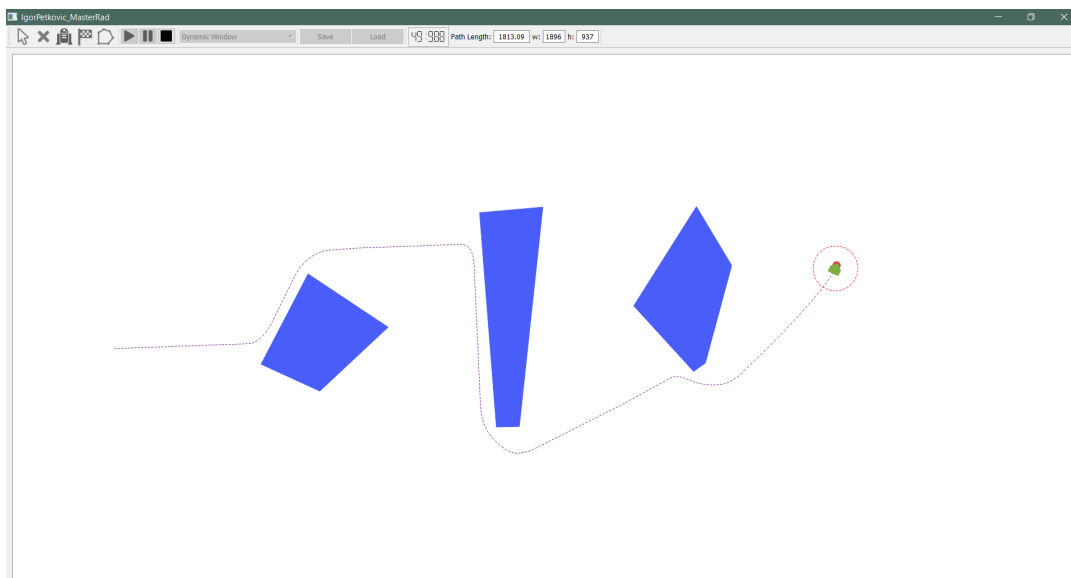 IgorPetkovic_MasterRad
Dynamic Window Save Load 49 988 Path Length: 1813.09 w: 1896 h: 937